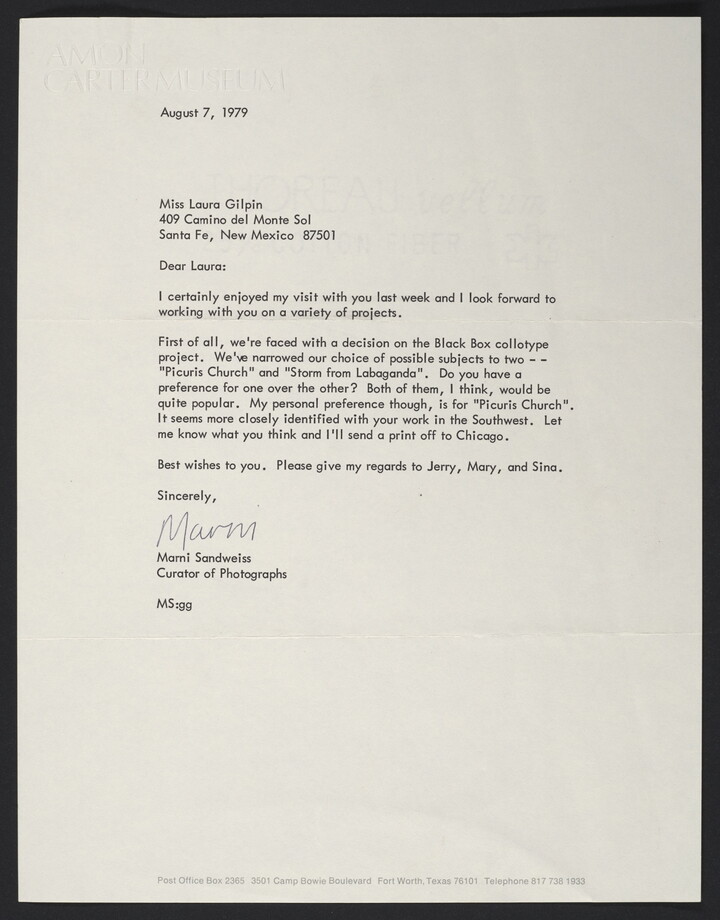 AMON
CARTER MUSEUM
August 7, 1979
THOREAU vellum
COTTON FIBER
Miss Laura Gilpin
409 Camino del Monte Sol
Santa Fe, New Mexico 87501
Dear Laura:
I certainly enjoyed my visit with you last week and I look forward to
working with you on a variety of projects.
First of all, we're faced with a decision on the Black Box collotype
project. We've narrowed our choice of possible subjects to two - -
"Picuris Church" and "Storm from Labaganda". Do you have a
preference for one over the other? Both of them, I think, would be
quite popular. My personal preference though, is for "Picuris Church".
It seems more closely identified with your work in the Southwest. Let
me know what you think and I'll send a print off to Chicago.
Best wishes to you. Please give my regards to Jerry, Mary, and Sina.
Sincerely,
Marni
Marni Sandweiss
Curator of Photographs
MS:gg
Post Office Box 2365 3501 Camp Bowie Boulevard Fort Worth, Texas 76101 Telephone 817 738 1933